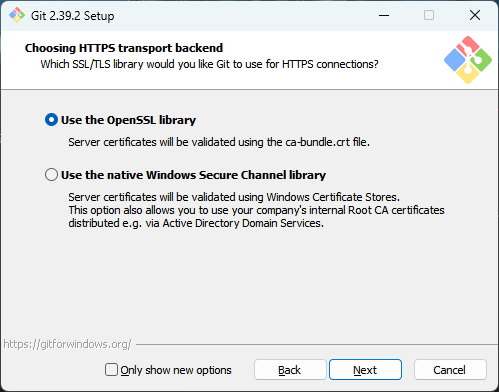 Git 2.39.2 Setup
Choosing HTTPS transport backend
Which SSL/TLS library would you like Git to use for HTTPS connections?
Use the OpenSSL library
Server certificates will be validated using the ca-bundle.crt file.
Use the native Windows Secure Channel library
Server certificates will be validated using Windows Certificate Stores.
This option also allows you to use your company's internal Root CA certificates
distributed e.g. via Active Directory Domain Services.
https://gitforwindows.org/
Only show new options
Back
Next
Cancel